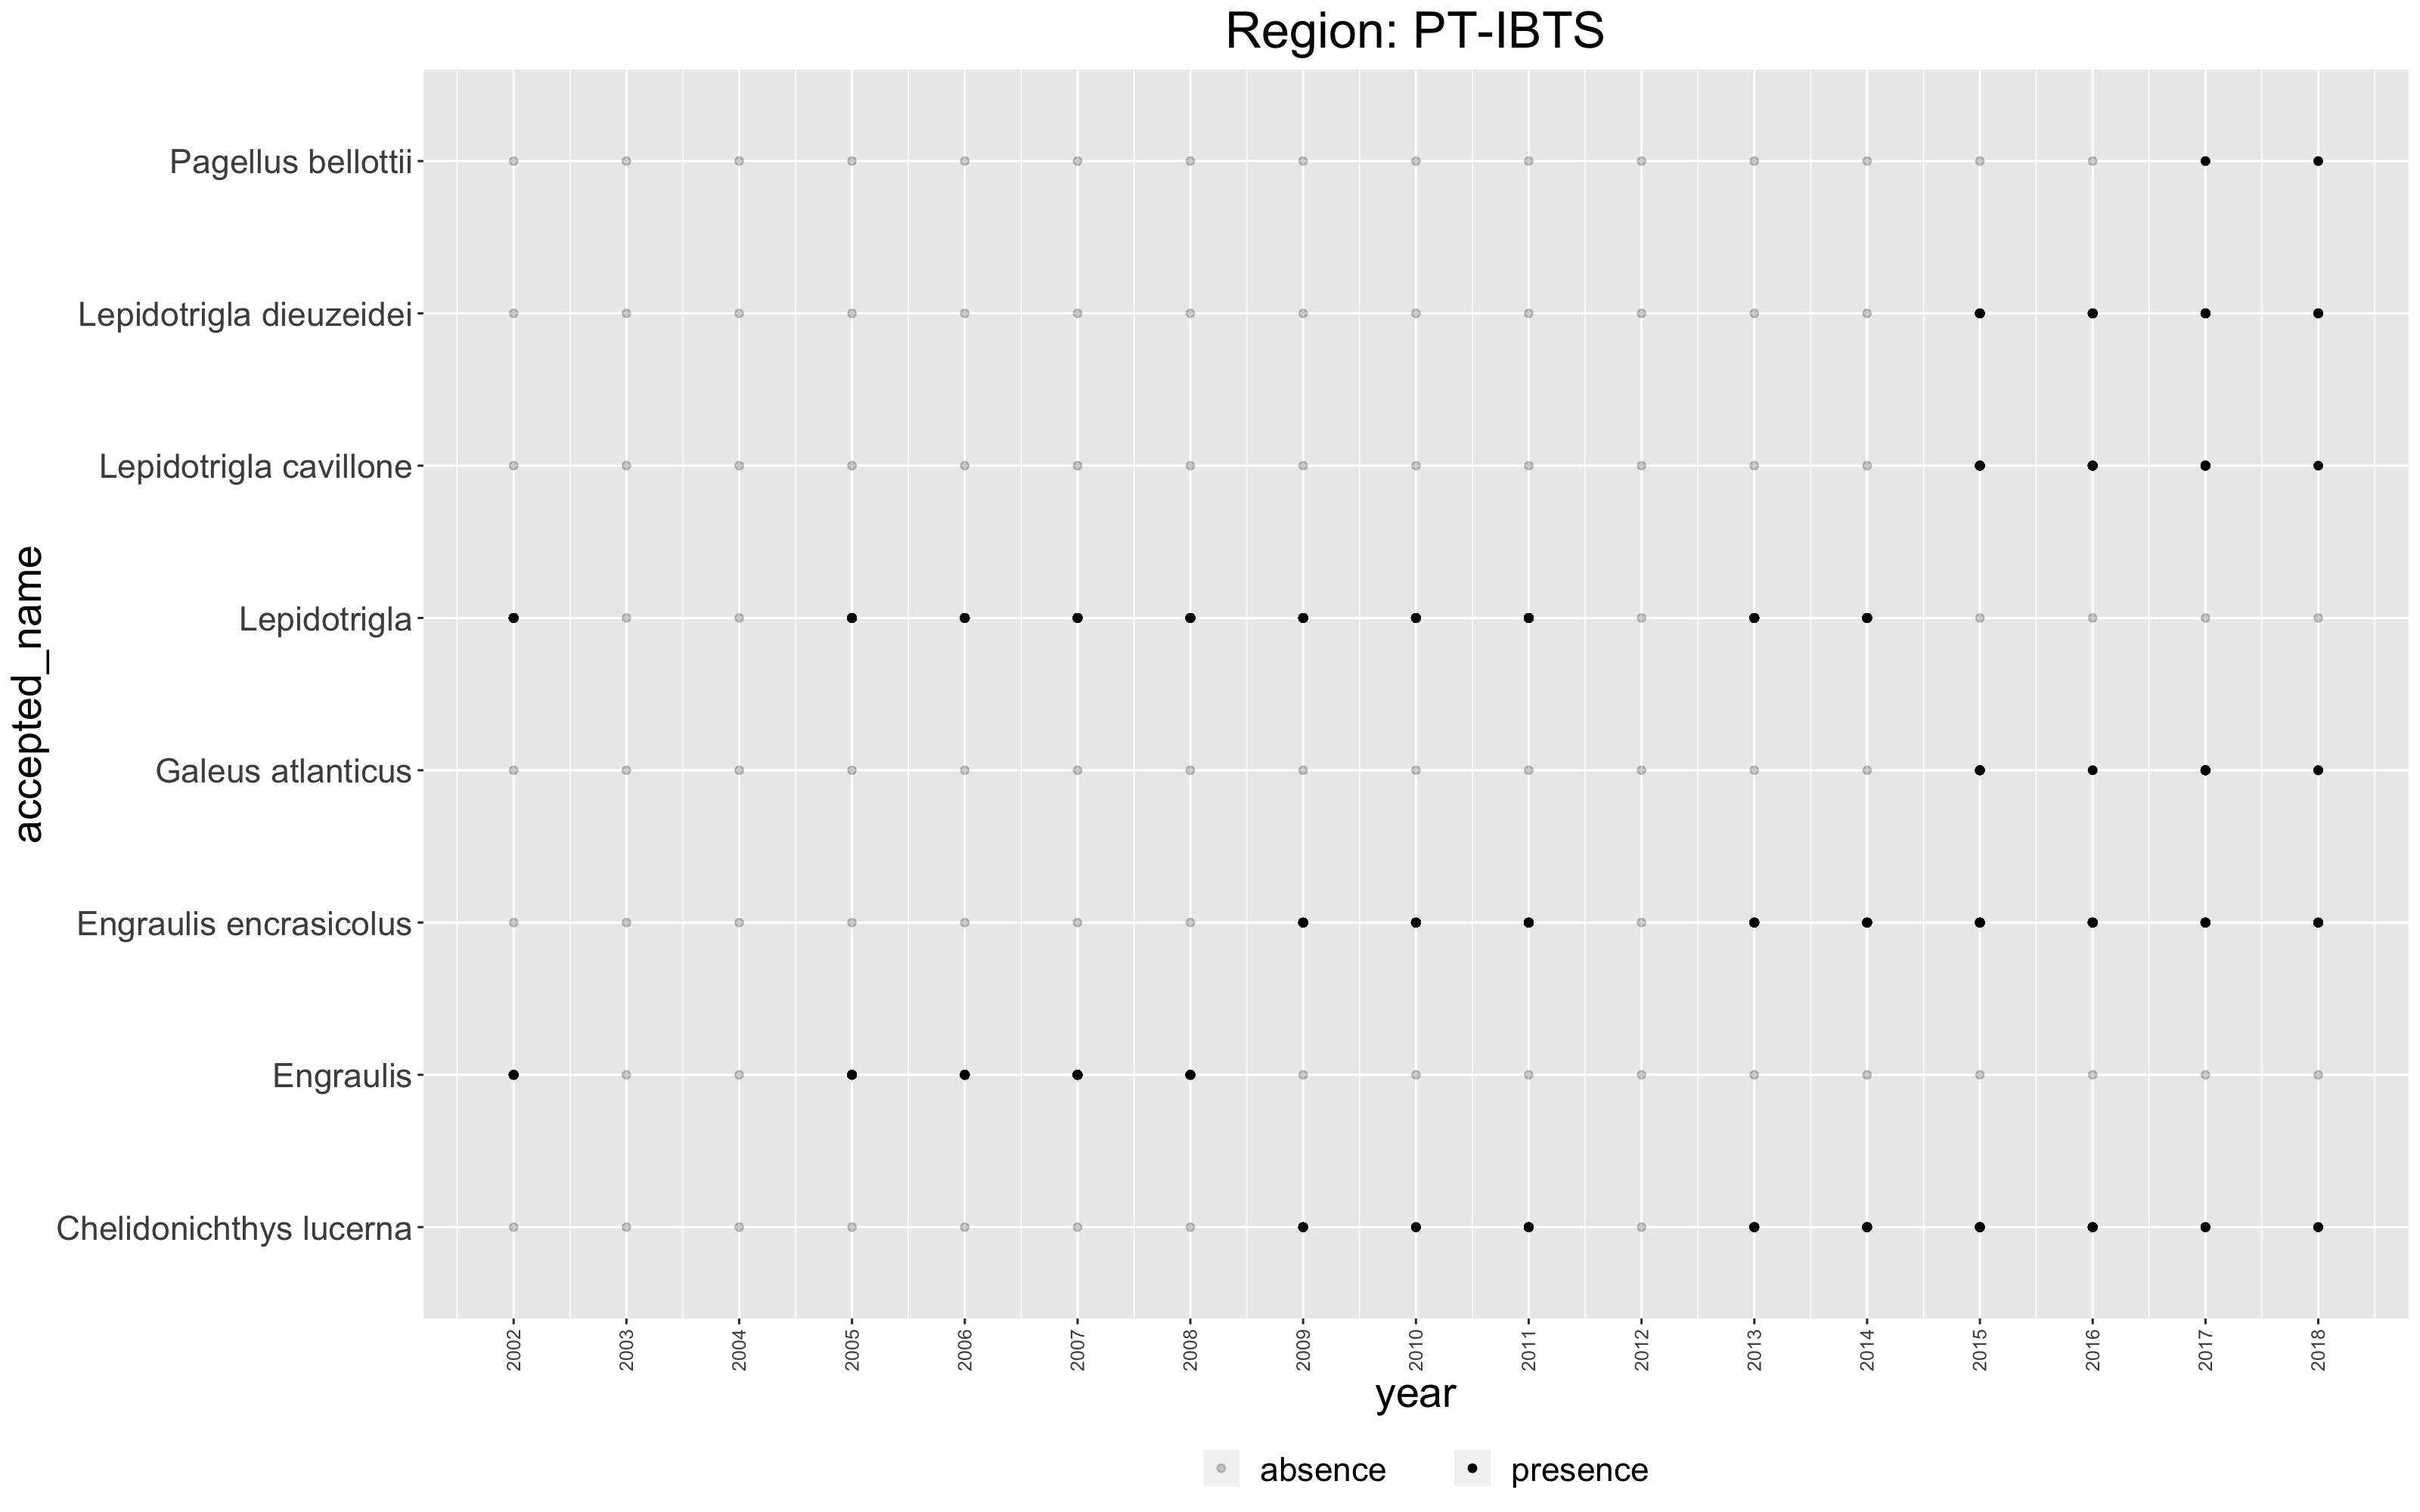 Region: PT-IBTS
accepted_name
Pagellus bellottii
Lepidotrigla dieuzeidei
Lepidotrigla cavillone
Lepidotrigla
Galeus atlanticus
Engraulis encrasicolus
Engraulis
Chelidonichthys lucerna
2002 2003 2004 2005 2006 2007 2008 2009 2010 2011 2012 2013 2014 2015 2016 2017 2018
year
absence presence